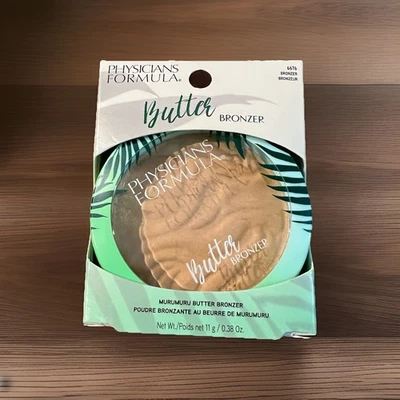 PHYSICIANS
FORMULA®
6676
BRONZER
BRONZEUR
Butter BRONZER
PHYSICIANS
FORMULA®
Butter
BRONZER
MURUMURU BUTTER BRONZER
POUDRE BRONZANTE AU BEURRE DE MURUMURU
Net Wt./Poids net 11 g / 0.38 Oz.